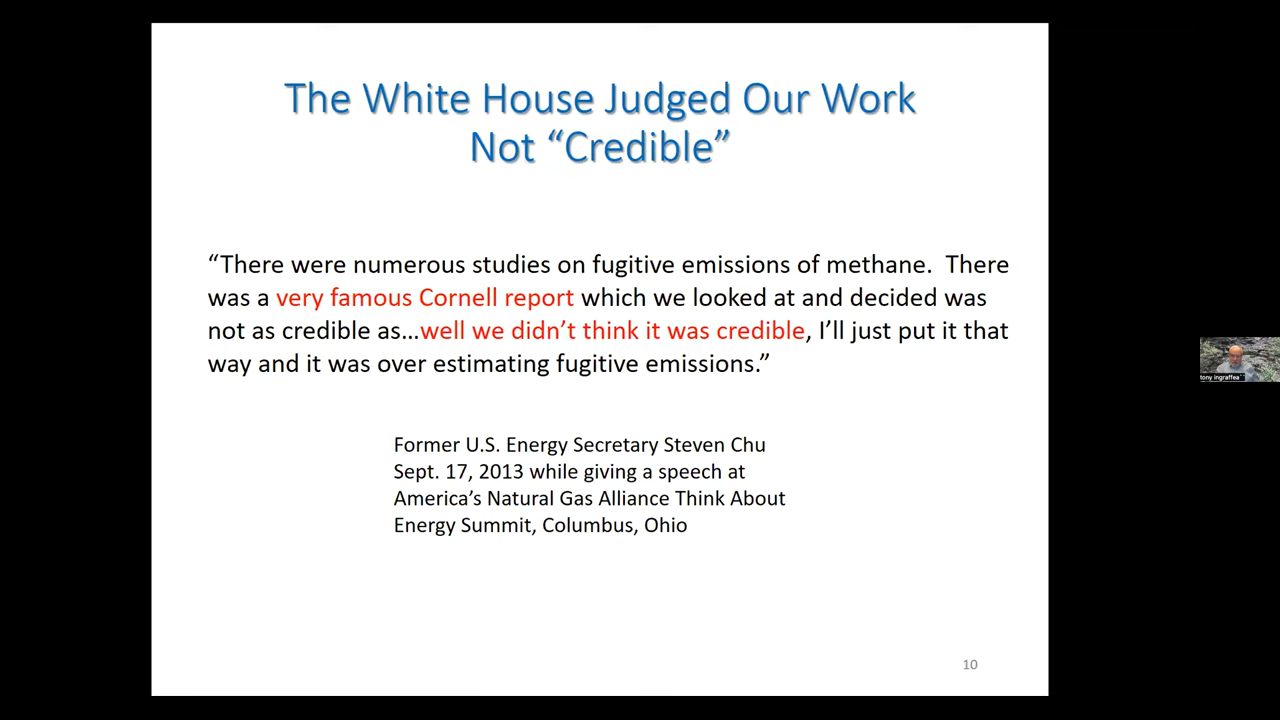 The White House Judged Our Work
Not “Credible”
“There were numerous studies on fugitive emissions of methane.  There
was a very famous Cornell report which we looked at and decided was
not as credible as…well we didn’t think it was credible, I’ll just put it that
way and it was over estimating fugitive emissions.”
Former U.S. Energy Secretary Steven Chu
Sept. 17, 2013 while giving a speech at
America’s Natural Gas Alliance Think About
Energy Summit, Columbus, Ohio
10
tony ingraffea